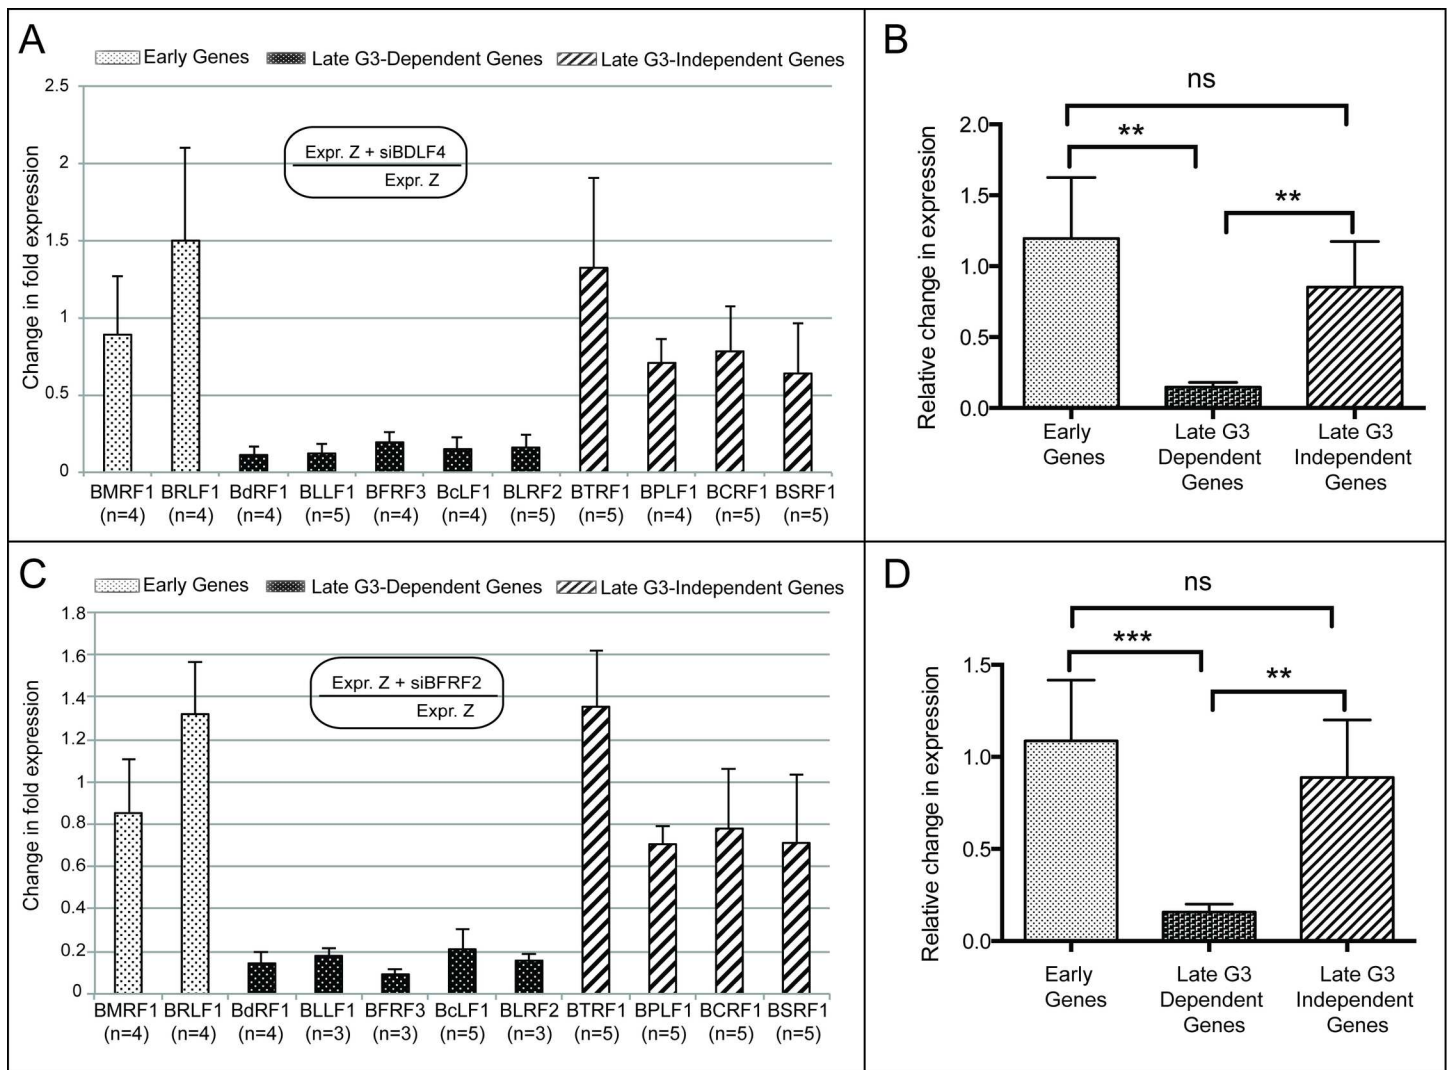 A
Early Genes Late G3-Dependent Genes Late G3-Independent Genes
Change in fold expression
2.5
2
1.5
1
0.5
0
Expr. Z + siBDLF4
Expr. Z
BMRF1 BRLF1 BdRF1 BLLF1 BFRF3 BcLF1 BLRF2 BTRF1 BPLF1 BCRF1 BSRF1
(n=4) (n=4) (n=4) (n=5) (n=4) (n=4) (n=5) (n=5) (n=4) (n=5) (n=5)
B
Relative change in expression
2.0
1.5
1.0
0.5
0.0
ns
**
**
Early
Genes
Late G3
Dependent
Genes
Late G3
Independent
Genes
C
Early Genes Late G3-Dependent Genes Late G3-Independent Genes
Change in fold expression
1.8
1.6
1.4
1.2
1
0.8
0.6
0.4
0.2
0
Expr. Z + siBFRF2
Expr. Z
BMRF1 BRLF1 BdRF1 BLLF1 BFRF3 BcLF1 BLRF2 BTRF1 BPLF1 BCRF1 BSRF1
(n=4) (n=4) (n=4) (n=3) (n=3) (n=5) (n=3) (n=5) (n=5) (n=5) (n=5)
D
Relative change in expression
1.5
1.0
0.5
0.0
ns
***
**
Early
Genes
Late G3
Dependent
Genes
Late G3
Independent
Genes